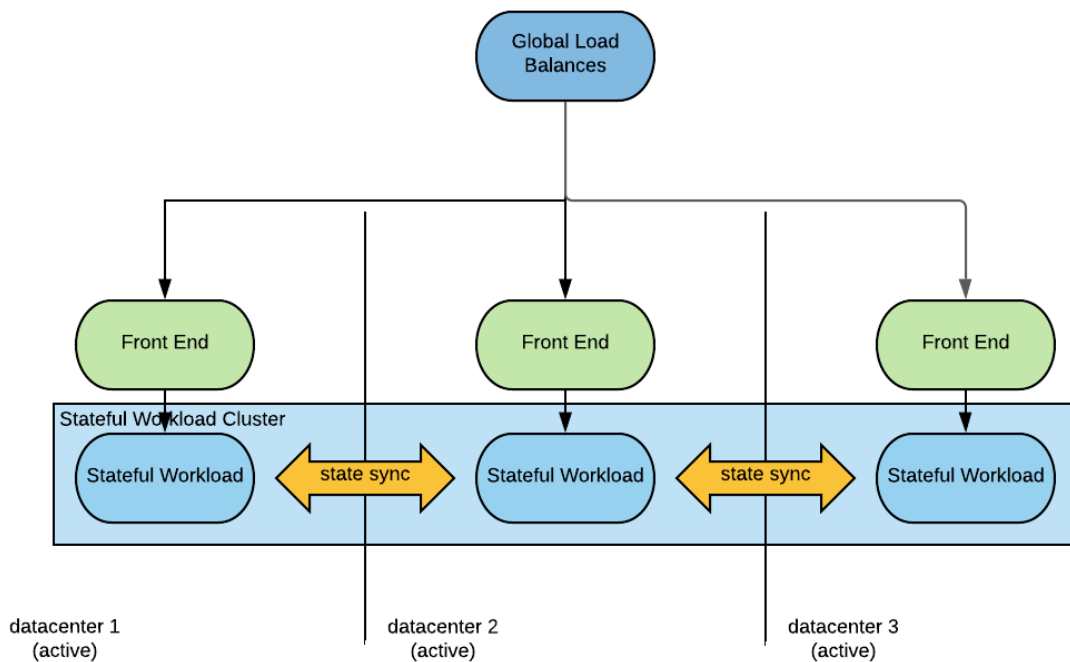 Global Load
Balances
Front End
Front End
Front End
Stateful Workload Cluster
Stateful Workload
state sync
Stateful Workload
state sync
Stateful Workload
datacenter 1
(active)
datacenter 2
(active)
datacenter 3
(active)